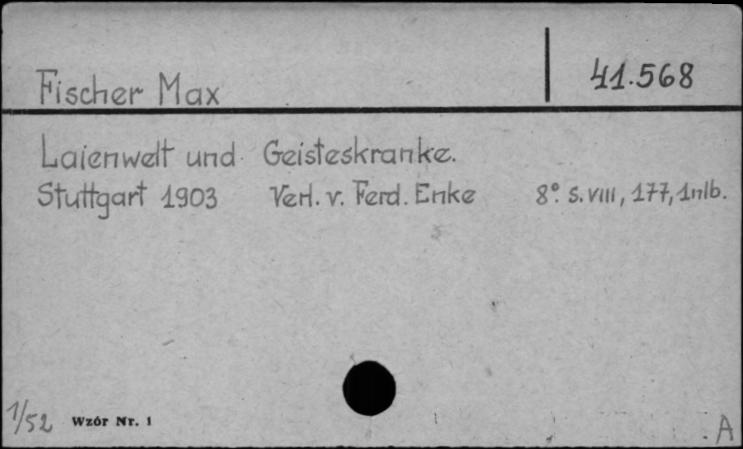 Fischer Max 41.568
Laienwelt und Geisteskranke.
Stuttgart 1903 Verl. v. Ferd. Enke 8°. S. VIII, 177, 1nlb.
1/52 Wzór Nr. 1 A